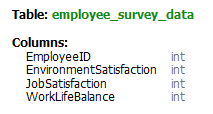 Table: employee_survey_data
Columns:
EmployeeID int
EnvironmentSatisfaction int
JobSatisfaction int
WorkLifeBalance int